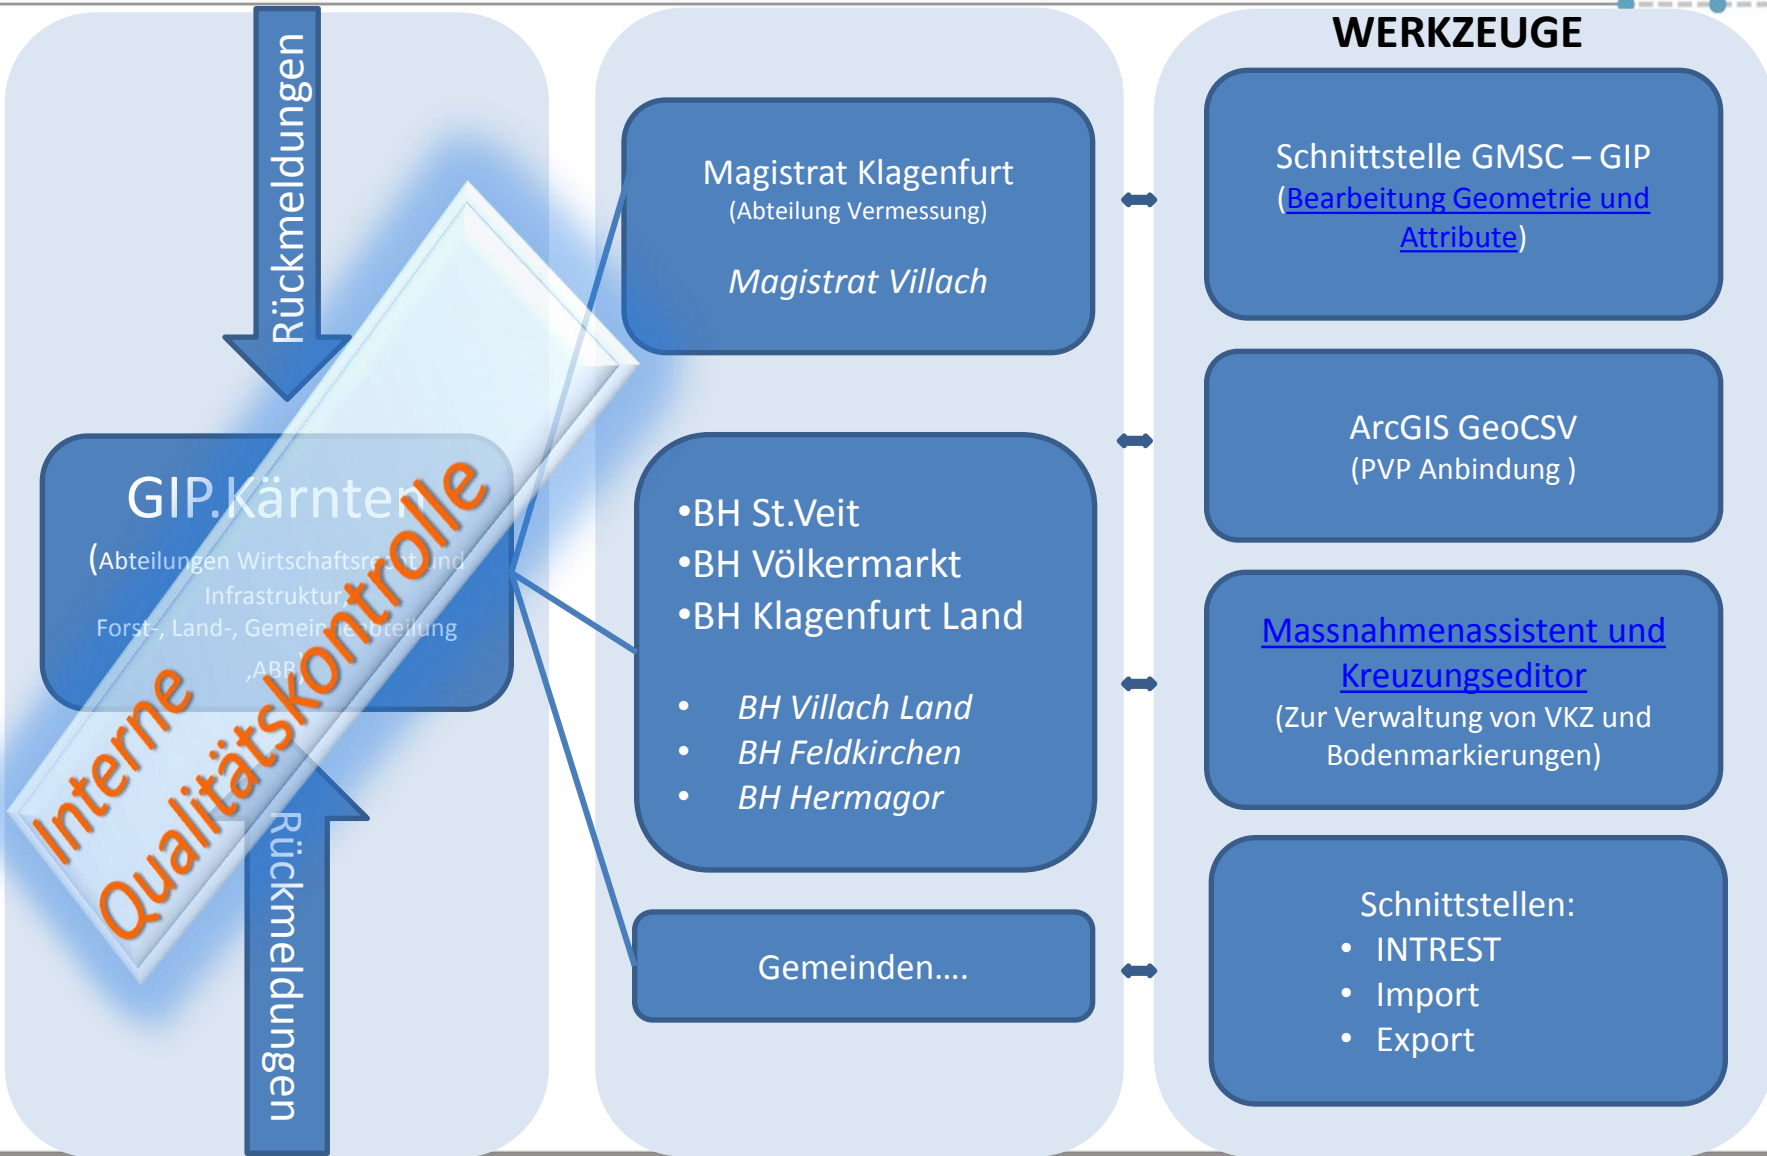 Rückmeldungen
GIP.Kärnten
(Abteilungen Wirtschaftsrecht und
Infrastruktur,
Forst-, Land-, Gemeindeabteilung
,ABB)
Interne
Qualitätskontrolle
Rückmeldungen
Magistrat Klagenfurt
(Abteilung Vermessung)
Magistrat Villach
•BH St.Veit
•BH Völkermarkt
•BH Klagenfurt Land
• BH Villach Land
• BH Feldkirchen
• BH Hermagor
Gemeinden....
WERKZEUGE
Schnittstelle GMSC – GIP
(Bearbeitung Geometrie und
Attribute)
ArcGIS GeoCSV
(PVP Anbindung )
Massnahmenassistent und
Kreuzungseditor
(Zur Verwaltung von VKZ und
Bodenmarkierungen)
Schnittstellen:
• INTREST
• Import
• Export